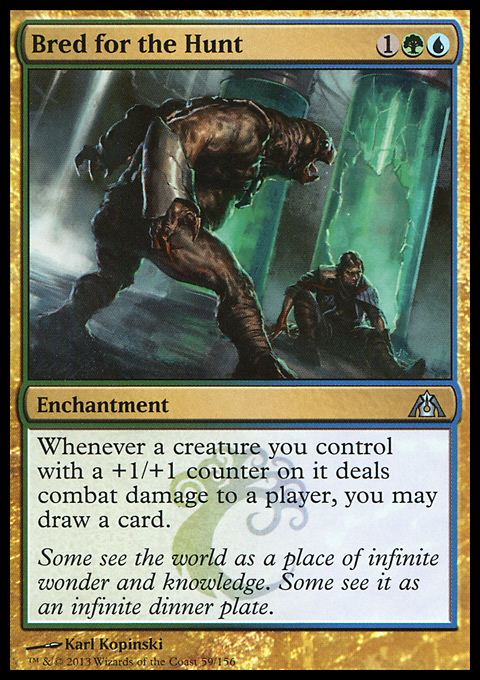 Bred for the Hunt 1
Enchantment
Whenever a creature you control
with a +1/+1 counter on it deals
combat damage to a player, you may
draw a card.
Some see the world as a place of infinite
wonder and knowledge. Some see it as
an infinite dinner plate.
Karl Kopinski
™ & © 2013 Wizards of the Coast 59/156